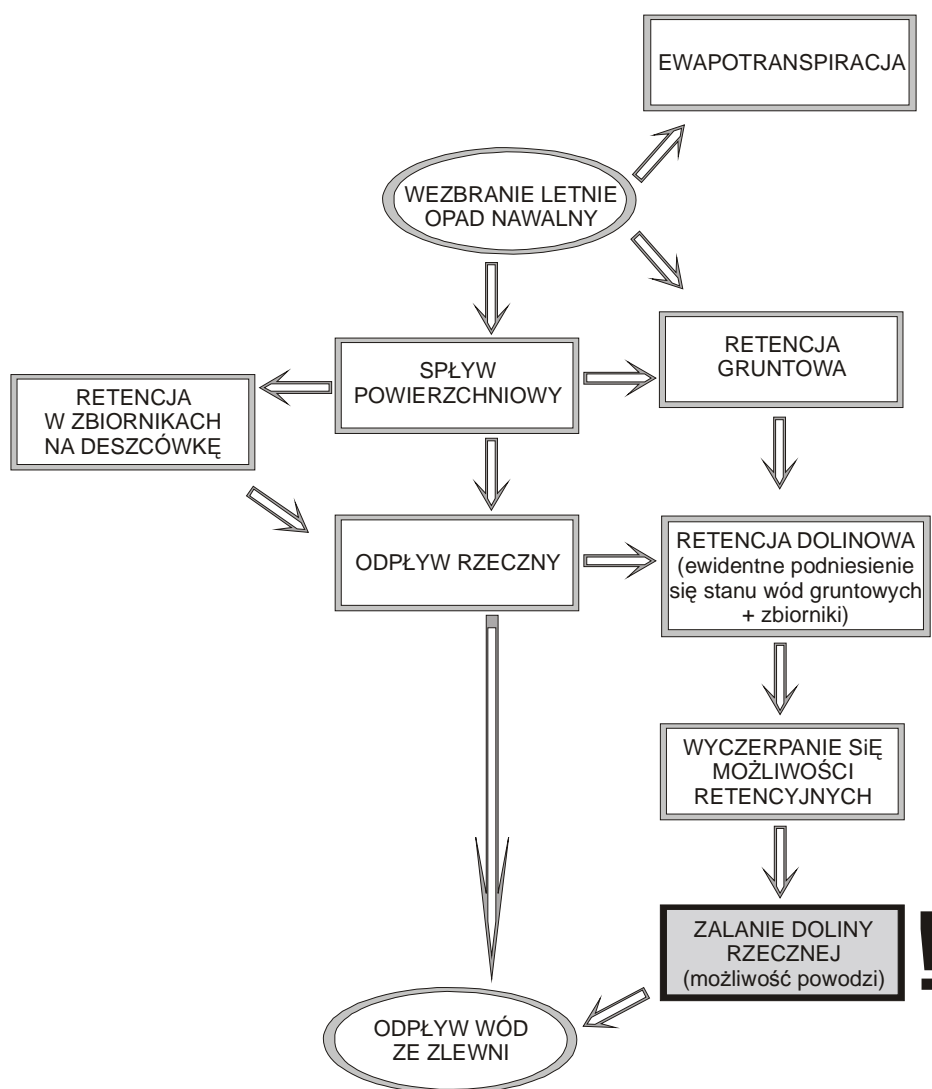 EWAPOTRANSPIRACJA
WEZBRANIE LETNIE
OPAD NAWALNY
SPŁYW
POWIERZCHNIOWY
RETENCJA
GRUNTOWA
RETENCJA
W ZBIORNIKACH
NA DESZCÓWKĘ
ODPŁYW RZECZNY
RETENCJA DOLINOWA
(ewidentne podniesienie
się stanu wód gruntowych
+ zbiorniki)
WYCZERPANIE SiĘ
MOŻLIWOŚCI
RETENCYJNYCH
ZALANIE DOLINY
RZECZNEJ
(możliwość powodzi)
!
ODPŁYW WÓD
ZE ZLEWNI